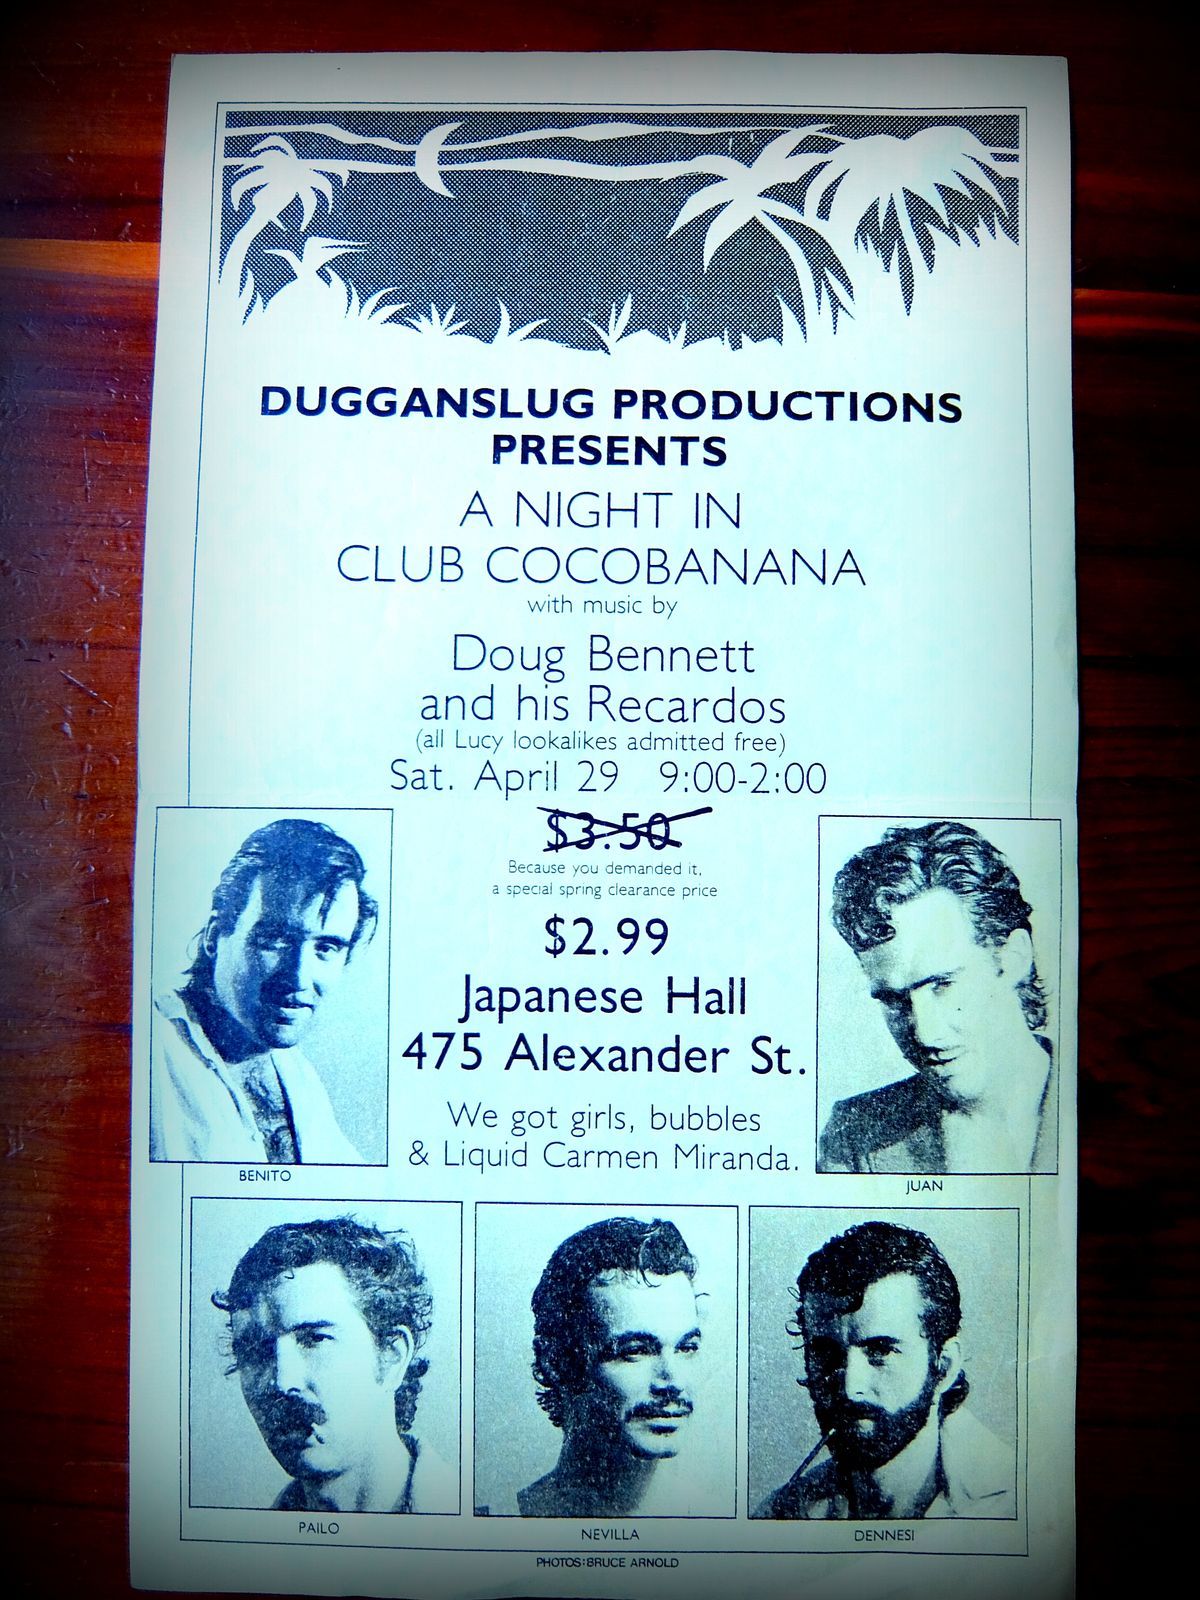 DUGGANSLUG PRODUCTIONS
PRESENTS
A NIGHT IN
CLUB COCOBANANA
with music by
Doug Bennett
and his Recardos
(all Lucy lookalikes admitted free)
Sat. April 29 9:00-2:00
$3.50
Because you demanded it,
a special spring clearance price
$2.99
Japanese Hall
475 Alexander St.
We got girls, bubbles
& Liquid Carmen Miranda.
BENITO
JUAN
PAILO
NEVILLA
DENNESI
PHOTOS:BRUCE ARNOLD